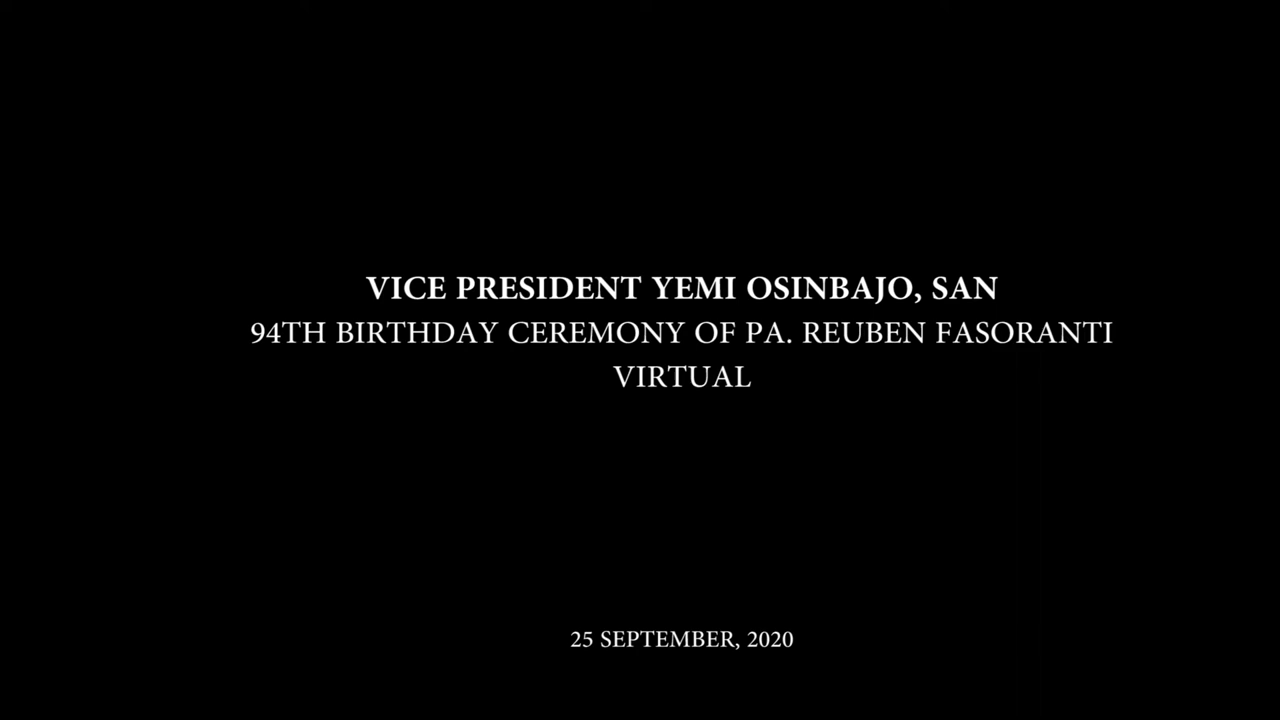 VICE PRESIDENT YEMI OSINBAJO, SAN
94TH BIRTHDAY CEREMONY OF PA. REUBEN FASORANTI
VIRTUAL
25 SEPTEMBER, 2020